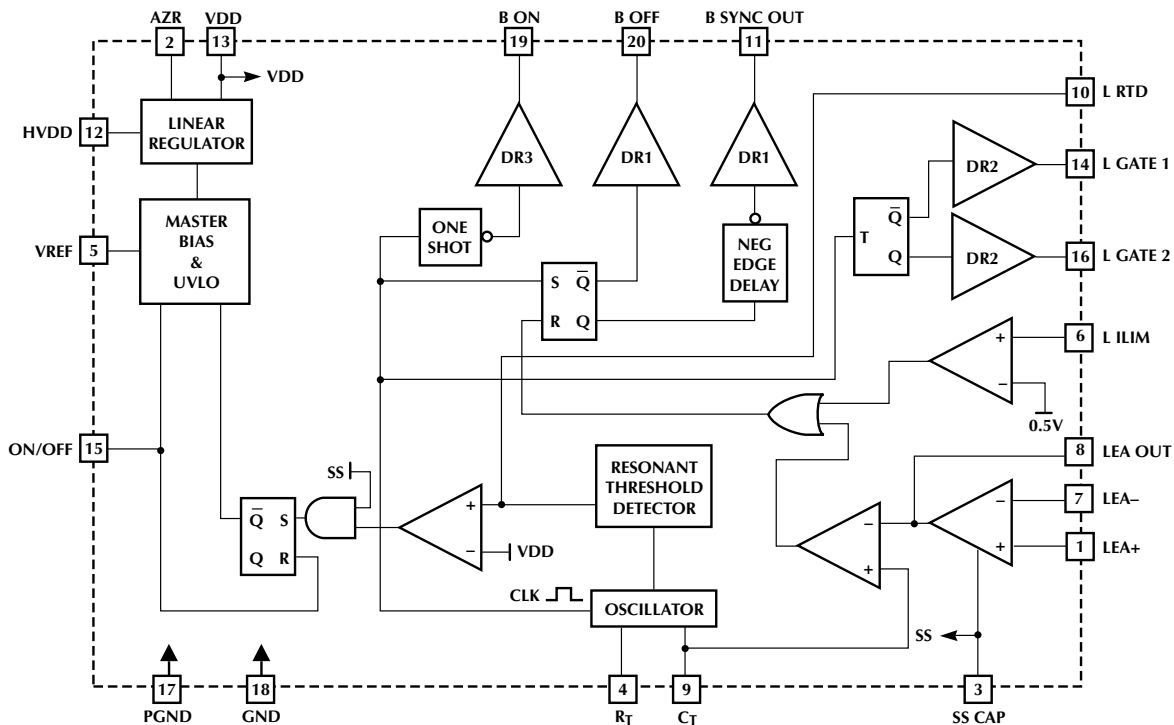 AZR
VDD
B ON
B OFF
B SYNC OUT
2
13
19
20
11
VDD
10
L RTD
HVDD
12
LINEAR
REGULATOR
DR3
DR1
DR1
DR2
14
L GATE 1
VREF
5
MASTER
BIAS
&
UVLO
ONE
SHOT
NEG
EDGE
DELAY
T
Q
Q
DR2
16
L GATE 2
S
Q
R
Q
+
−
6
L ILIM
0.5V
ON/OFF
15
8
LEA OUT
SS
RESONANT
THRESHOLD
DETECTOR
−
7
LEA−
Q
S
Q
R
+
−
VDD
−
+
+
1
LEA+
CLK
OSCILLATOR
SS
17
18
4
9
3
PGND
GND
RT
CT
SS CAP